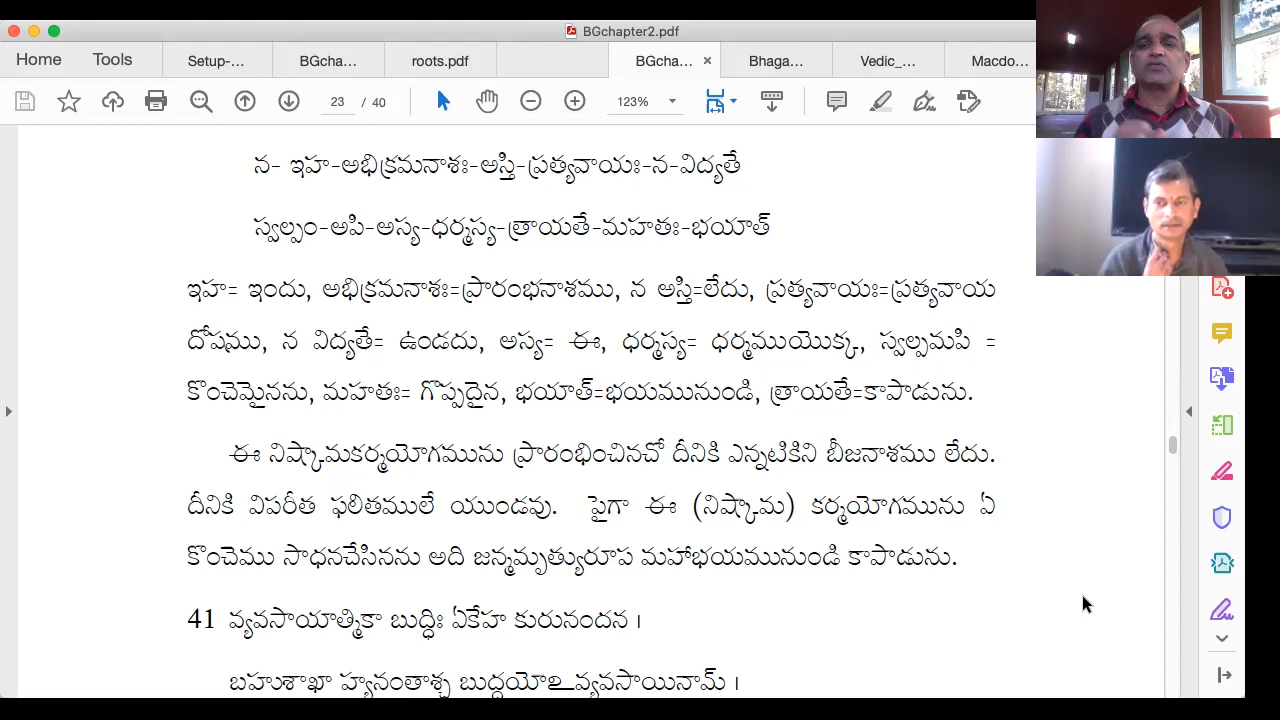 BGchapter2.pdf
Home Tools Setup-... BGcha... roots.pdf BGcha... × Bhaga... Vedic_... Macdo...
23 / 40 123%
న- ఇహ-అభిక్రమనాశః-అస్తి-ప్రత్యవాయః-న-విద్యతే
స్వల్పం-అపి-అస్య-ధర్మస్య-త్రాయతే-మహతః-భయాత్
ఇహ= ఇందు, అభిక్రమనాశః=ప్రారంభనాశము, న అస్తి=లేదు, ప్రత్యవాయః=ప్రత్యవాయ
దోషము, న విద్యతే= ఉండదు, అస్య= ఈ, ధర్మస్య= ధర్మముయొక్క, స్వల్పమపి =
కొంచెమైనను, మహతః= గొప్పదైన, భయాత్=భయమునుండి, త్రాయతే=కాపాడును.
ఈ నిష్కామకర్మయోగమును ప్రారంభించినచో దీనికి ఎన్నటికిని బీజనాశము లేదు.
దీనికి విపరీత ఫలితములే యుండవు. పైగా ఈ (నిష్కామ) కర్మయోగమును ఏ
కొంచెము సాధనచేసినను అది జన్మమృత్యురూప మహాభయమునుండి కాపాడును.
41 వ్యవసాయాత్మికా బుద్ధిః ఏకేహ కురునందన ।
బహుశాఖా హ్యనంతాశ్చ బుద్ధయోఽవ్యవసాయినామ్ ।